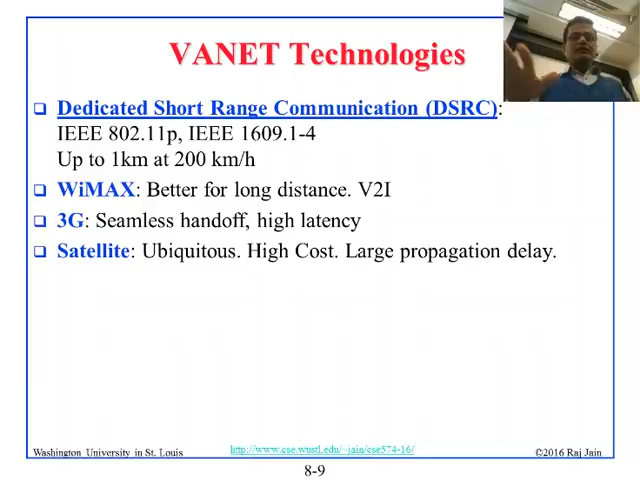 VANET Technologies
Dedicated Short Range Communication (DSRC):
IEEE 802.11p, IEEE 1609.1-4
Up to 1km at 200 km/h
WiMAX: Better for long distance. V2I
3G: Seamless handoff, high latency
Satellite: Ubiquitous. High Cost. Large propagation delay.
Washington University in St. Louis
http://www.cse.wustl.edu/~jain/cse574-16/
©2016 Raj Jain
8-9